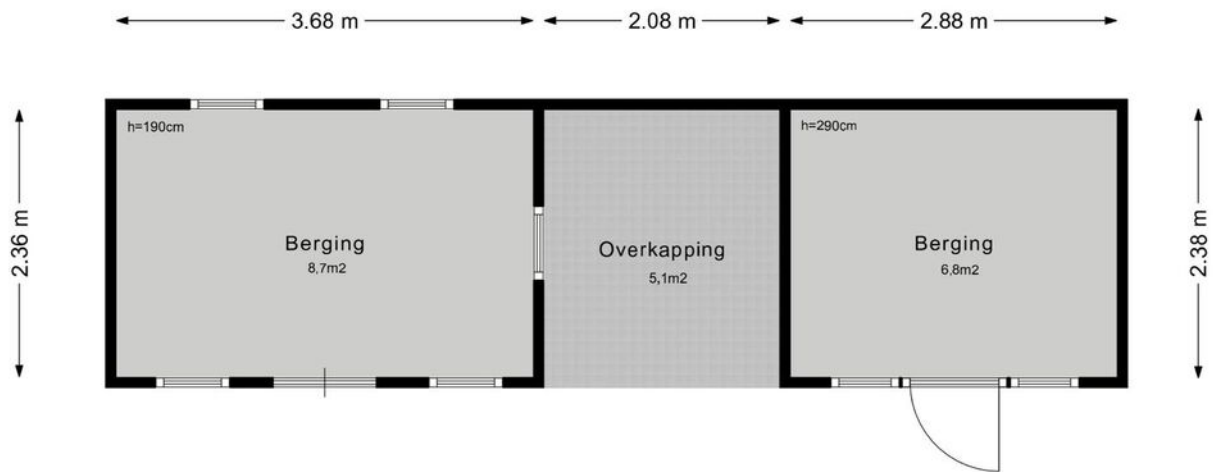 3.68 m 2.08 m 2.88 m
h=190cm h=290cm
2.36 m
Berging
8,7m2
Overkapping
5,1m2
Berging
6,8m2
2.38 m